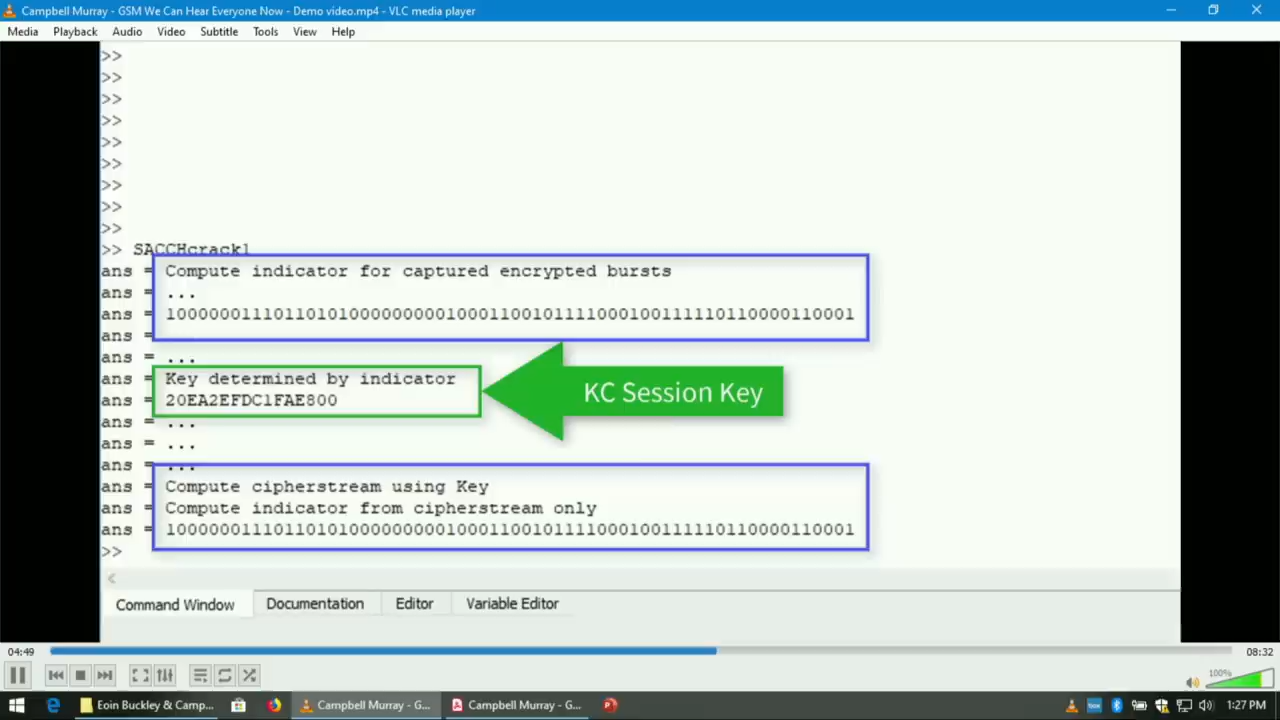 Campbell Murray - GSM We Can Hear Everyone Now - Demo video.mp4 - VLC media player
Media Playback Audio Video Subtitle Tools View Help
>>
>>
>>
>>
>>
>>
>>
>>
>>
>> SACCHcrack1
ans = Compute indicator for captured encrypted bursts
ans = ...
ans = 1000000111011010100000000010001100101111000100111110110000110001
ans =
ans = ...
ans = Key determined by indicator
ans = 20EA2EFDC1FAE800
KC Session Key
ans = ...
ans = ...
ans = ...
ans = Compute cipherstream using Key
ans = Compute indicator from cipherstream only
ans = 1000000111011010100000000010001100101111000100111110110000110001
>>
Command Window Documentation Editor Variable Editor
04:49 08:32
100%
Eoin Buckley & Camp... Campbell Murray - G... Campbell Murray - G... 1:27 PM